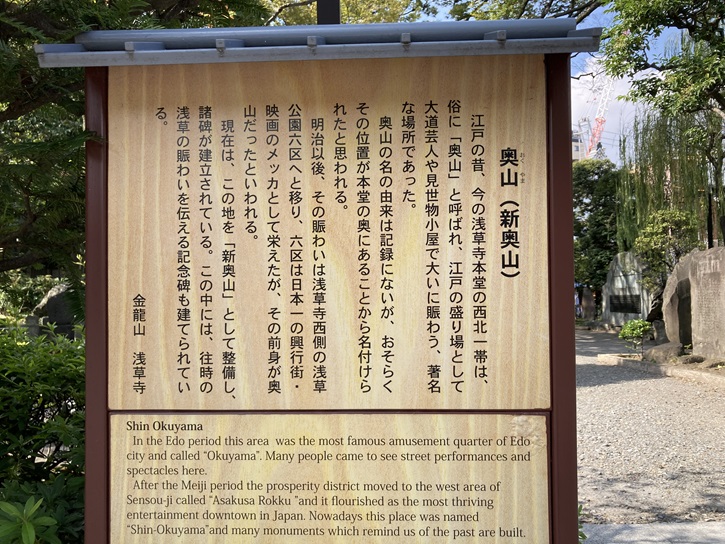 奥山（新奥山）
おく やま
江戸の昔、今の浅草寺本堂の西北一帯は、
俗に「奥山」と呼ばれ、江戸の盛り場として
大道芸人や見世物小屋で大いに賑わう、著名
な場所であった。
奥山の名の由来は記録にないが、おそらく
その位置が本堂の奥にあることから名付けら
れたと思われる。
明治以後、その賑わいは浅草寺西側の浅草
公園六区へと移り、六区は日本一の興行街・
映画のメッカとして栄えたが、その前身が奥
山だったといわれる。
現在は、この地を「新奥山」として整備し、
諸碑が建立されている。この中には、往時の
浅草の賑わいを伝える記念碑も建てられてい
る。
金龍山 浅草寺
Shin Okuyama
In the Edo period this area was the most famous amusement quarter of Edo
city and called “Okuyama”. Many people came to see street performances and
spectacles here.
After the Meiji period the prosperity district moved to the west area of
Sensou-ji called “Asakusa Rokku ”and it flourished as the most thriving
entertainment downtown in Japan. Nowadays this place was named
“Shin-Okuyama”and many monuments which remind us of the past are built.